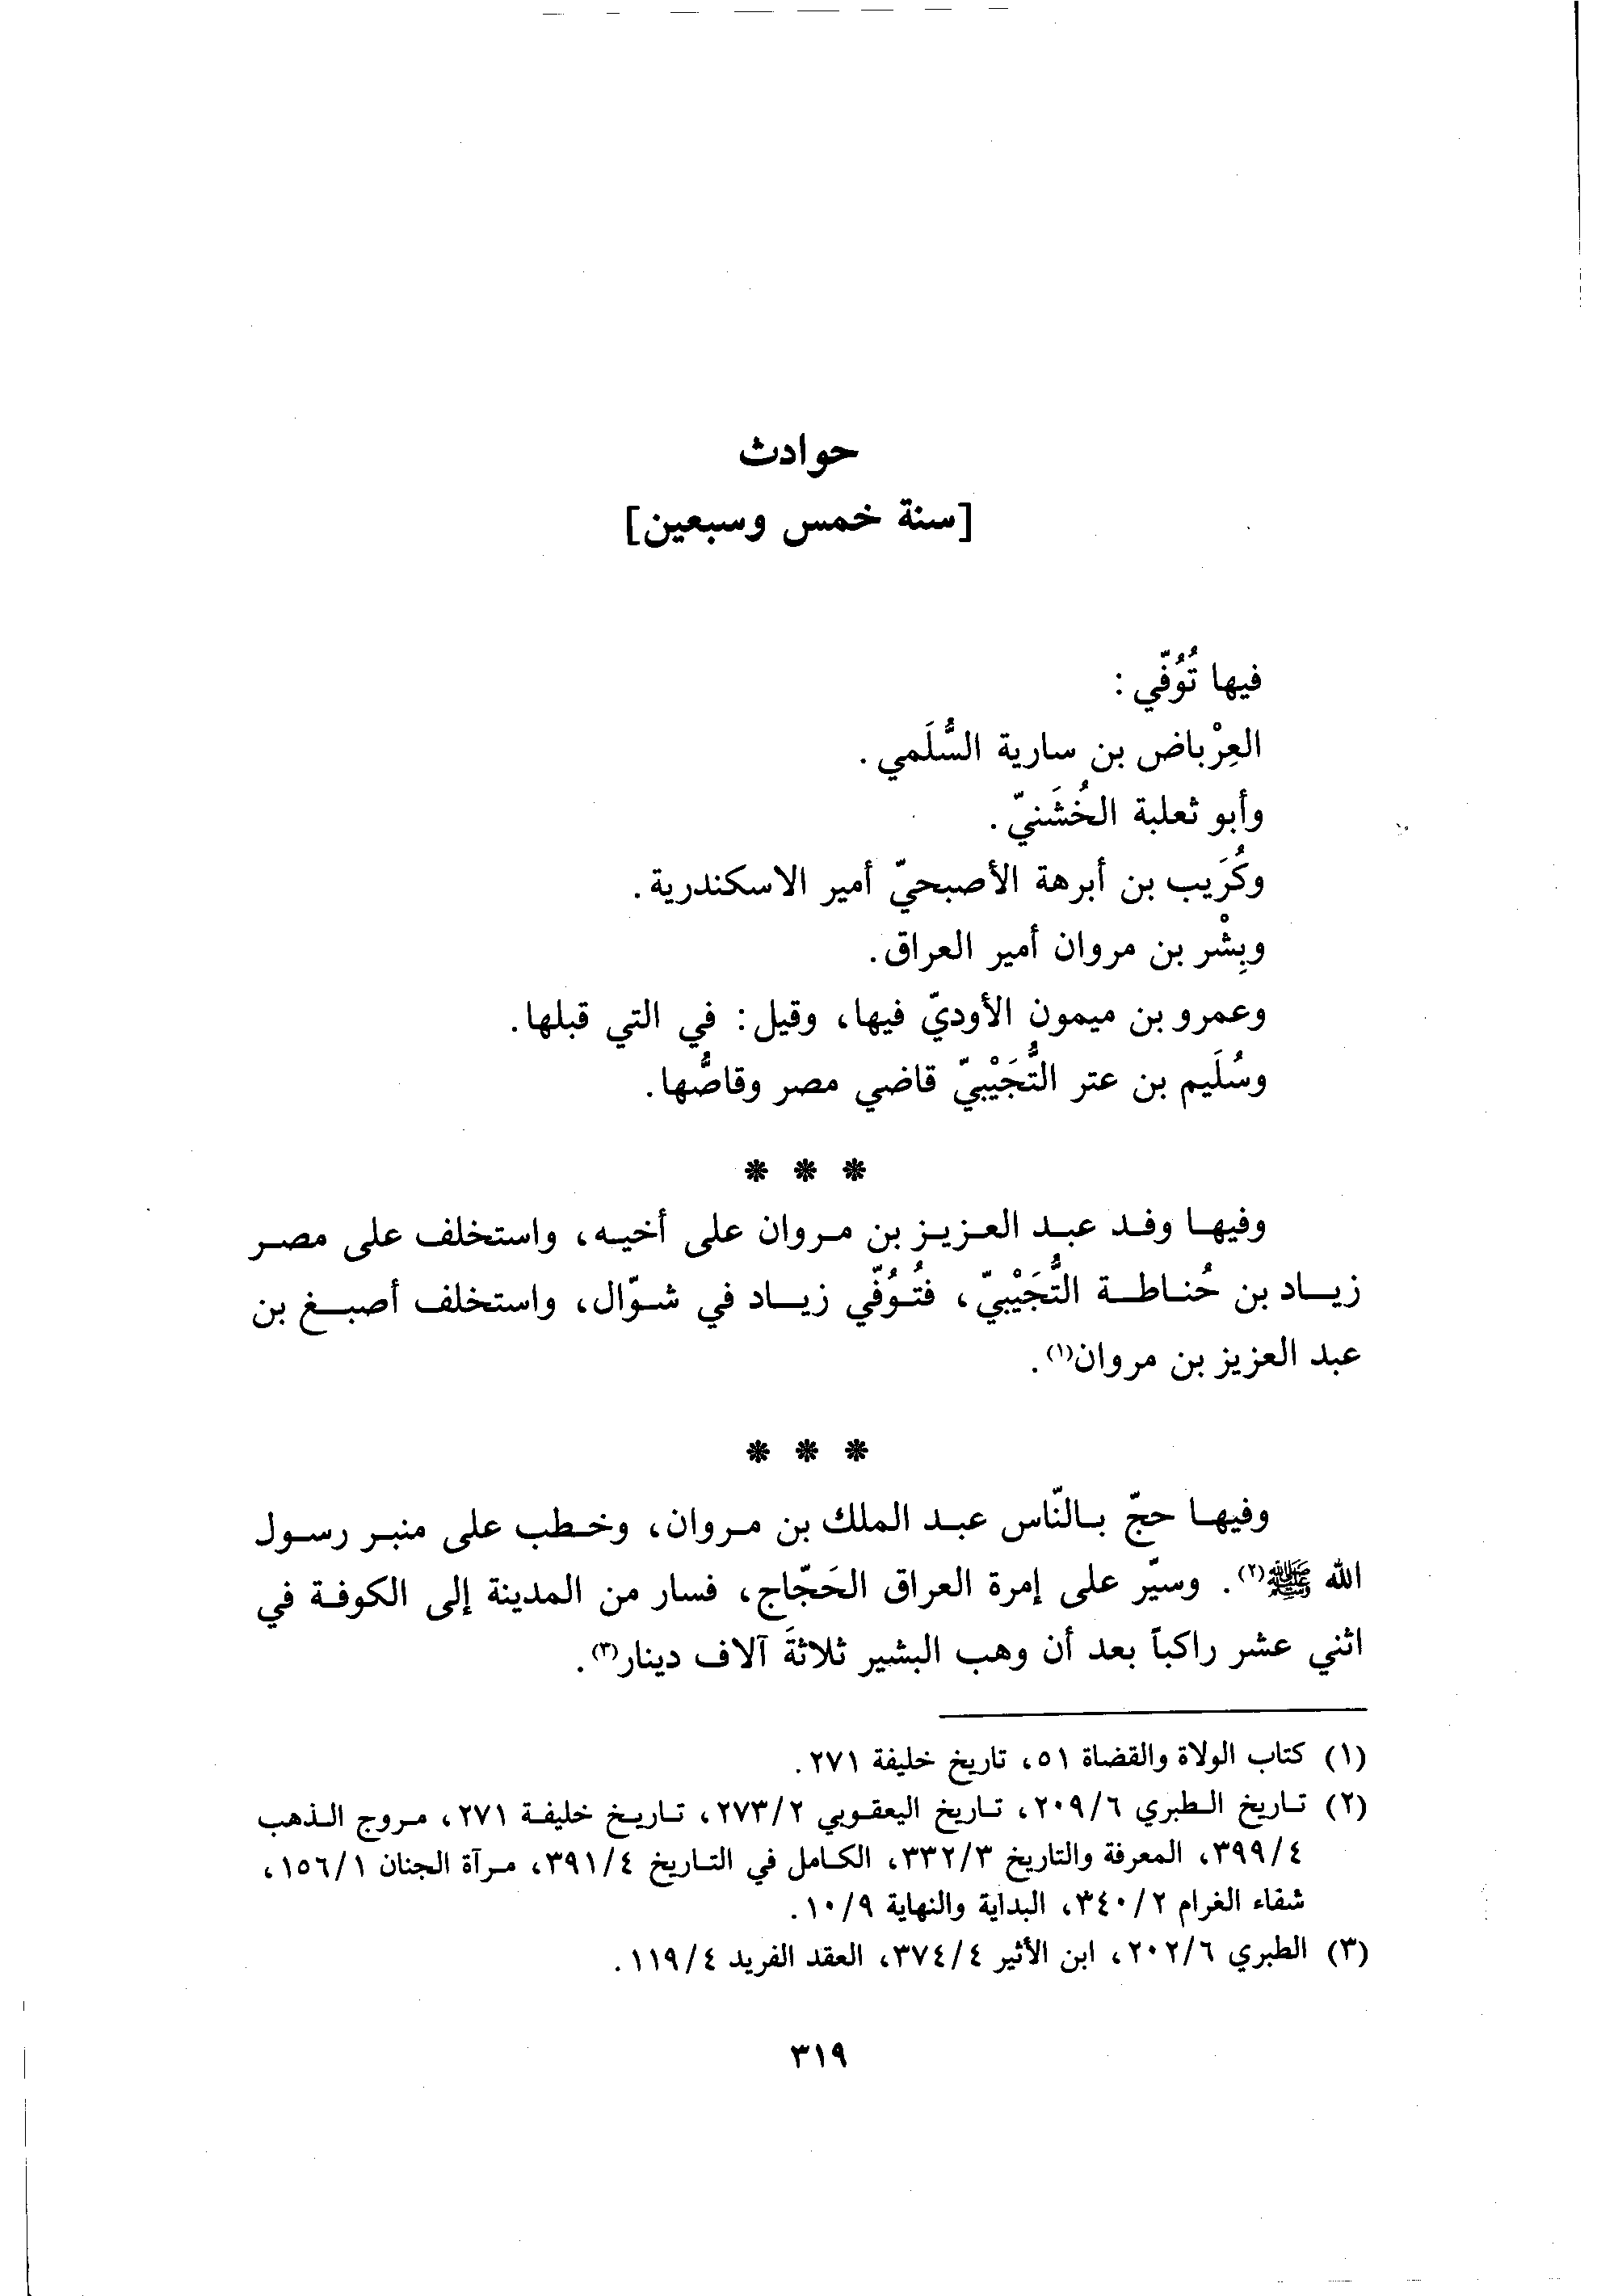 حوادث
[سنة خمس وسبعين]
فيها تُوُفّي :
العِرْباض بن سارية السُّلَمي .
وأبو ثعلبة الخُشَنيّ .
وكُرَيب بن أبرهة الأصبحيّ أمير الاسكندرية .
وبِشْر بن مروان أمير العراق .
وعمرو بن ميمون الأوديّ فيها، وقيل : في التي قبلها .
وسُلَيم بن عتر التُّجَيْبيّ قاضي مصر وقاصُّها .
* * *
وفيها وفد عبد العزيز بن مروان على أخيه، واستخلف على مصر
زياد بن حُناطة التُّجَيْبيّ، فتُوُفّي زياد في شوّال، واستخلف أصبغ بن
عبد العزيز بن مروان(١) .
* * *
وفيها حجّ بالنّاس عبد الملك بن مروان، وخطب على منبر رسول
الله ﷺ(٢) . وسيّر على إمرة العراق الحَجّاج، فسار من المدينة إلى الكوفة في
اثني عشر راكباً بعد أن وهب البشير ثلاثةَ آلاف دينار(٣) .
(١) كتاب الولاة والقضاة ٥١، تاريخ خليفة ٢٧١ .
(٢) تاريخ الطبري ٢٠٩/٦، تاريخ اليعقوبي ٢٧٣/٢، تاريخ خليفة ٢٧١، مروج الذهب
٣٩٩/٤، المعرفة والتاريخ ٣٣٢/٣، الكامل في التاريخ ٣٩١/٤، مرآة الجنان ١٥٦/١،
شفاء الغرام ٣٤٠/٢، البداية والنهاية ١٠/٩ .
(٣) الطبري ٢٠٢/٦، ابن الأثير ٣٧٤/٤، العقد الفريد ١١٩/٤ .
٣١٩